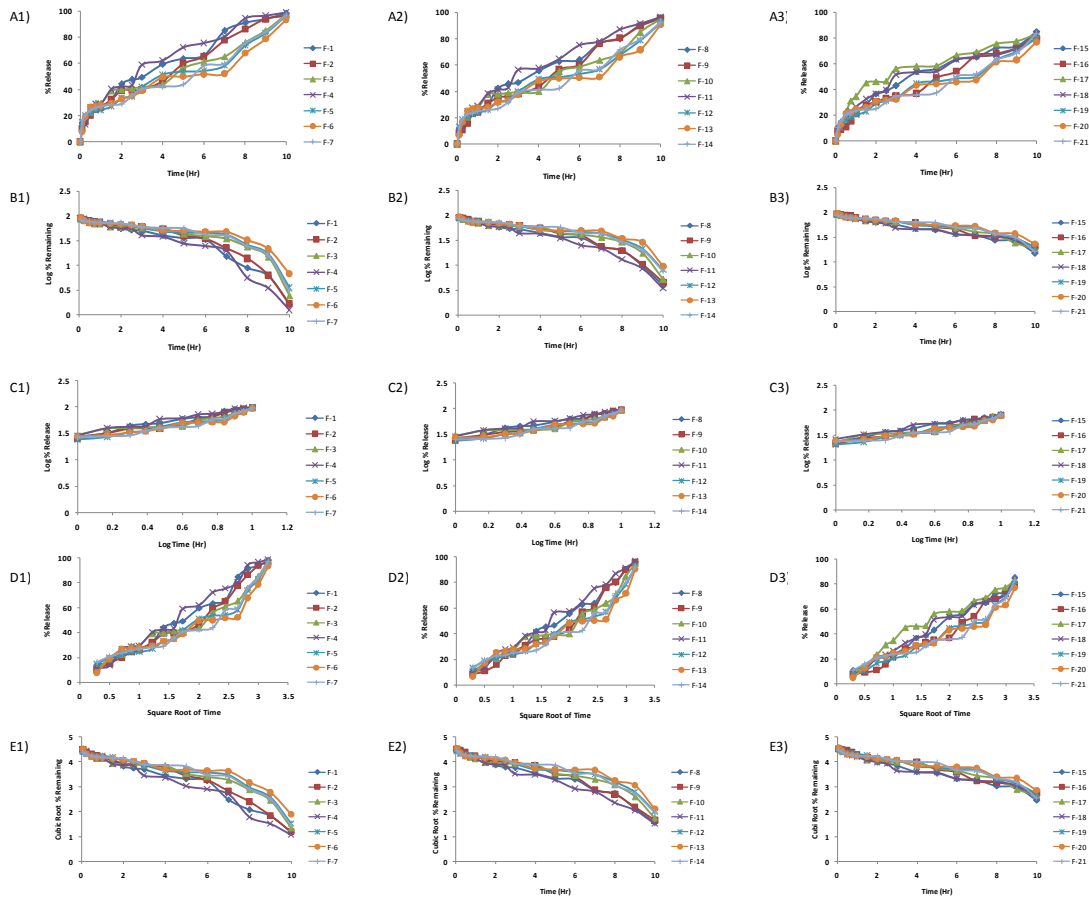 A1)
% Release
100
80
60
40
20
0
0 2 4 6 8 10
Time (Hr)
F-1
F-2
F-3
F-4
F-5
F-6
F-7
A2)
% Release
100
80
60
40
20
0
0 2 4 6 8 10
Time (Hr)
F-8
F-9
F-10
F-11
F-12
F-13
F-14
A3)
% Release
100
80
60
40
20
0
0 2 4 6 8 10
Time (Hr)
F-15
F-16
F-17
F-18
F-19
F-20
F-21
B1)
Log % Remaining
2.5
2
1.5
1
0.5
0
0 2 4 6 8 10
Time (Hr)
F-1
F-2
F-3
F-4
F-5
F-6
F-7
B2)
Log % Remaining
2.5
2
1.5
1
0.5
0
0 2 4 6 8 10
Time (Hr)
F-8
F-9
F-10
F-11
F-12
F-13
F-14
B3)
Log % Remaining
2.5
2
1.5
1
0.5
0
0 2 4 6 8 10
Time (Hr)
F-15
F-16
F-17
F-18
F-19
F-20
F-21
C1)
Log % Release
2.5
2
1.5
1
0.5
0
0 0.2 0.4 0.6 0.8 1 1.2
Log Time (Hr)
F-1
F-2
F-3
F-4
F-5
F-6
F-7
C2)
Log % Release
2.5
2
1.5
1
0.5
0
0 0.2 0.4 0.6 0.8 1 1.2
Log Time (Hr)
F-8
F-9
F-10
F-11
F-12
F-13
F-14
C3)
Log % Release
2.5
2
1.5
1
0.5
0
0 0.2 0.4 0.6 0.8 1 1.2
Log Time (Hr)
F-15
F-16
F-17
F-18
F-19
F-20
F-21
D1)
% Release
100
80
60
40
20
0
0 0.5 1 1.5 2 2.5 3 3.5
Square Root of Time
F-1
F-2
F-3
F-4
F-5
F-6
F-7
D2)
% Release
100
80
60
40
20
0
0 0.5 1 1.5 2 2.5 3 3.5
Square Root of Time
F-8
F-9
F-10
F-11
F-12
F-13
F-14
D3)
% Release
100
80
60
40
20
0
0 0.5 1 1.5 2 2.5 3 3.5
Square Root of Time
F-15
F-16
F-17
F-18
F-19
F-20
F-21
E1)
Cubic Root % Remaining
5
4
3
2
1
0
0 2 4 6 8 10
F-1
F-2
F-3
F-4
F-5
F-6
F-7
E2)
Cubic Root % Remaining
5
4
3
2
1
0
0 2 4 6 8 10
Time (Hr)
F-8
F-9
F-10
F-11
F-12
F-13
F-14
E3)
Cubi Root % Remaining
5
4
3
2
1
0
0 2 4 6 8 10
F-15
F-16
F-17
F-18
F-19
F-20
F-21